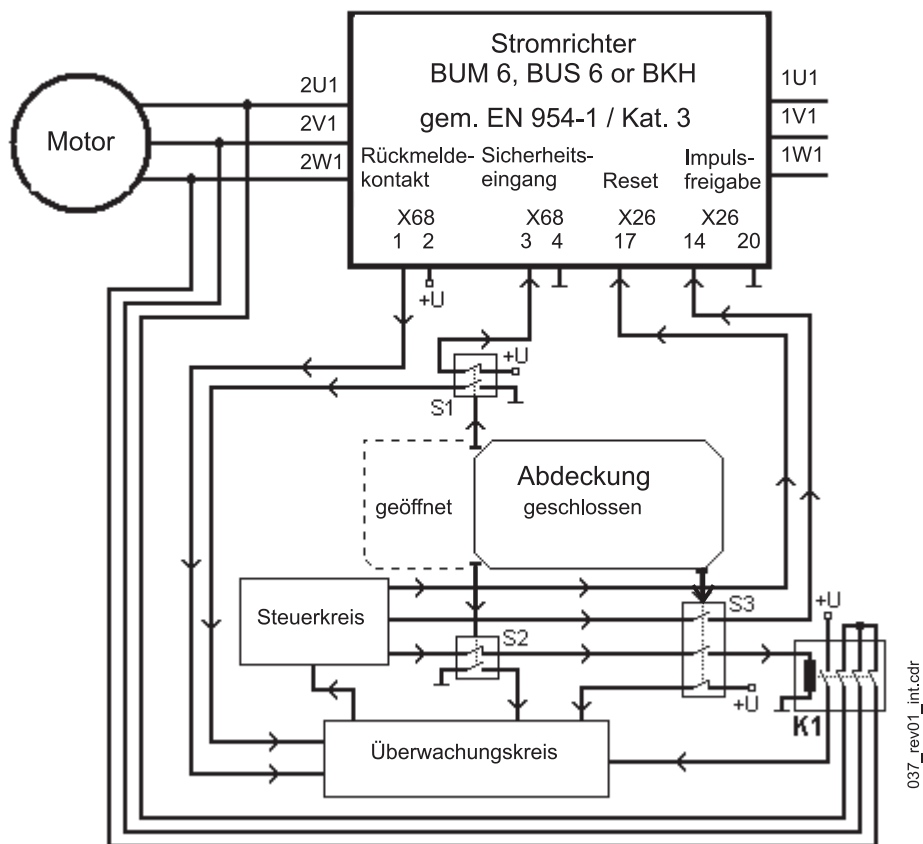 Stromrichter
BUM 6, BUS 6 or BKH
gem. EN 954-1 / Kat. 3
2U1
2V1
2W1
1U1
1V1
1W1
Motor
Rückmelde-
kontakt
Sicherheits-
eingang
Reset
Impuls-
freigabe
X68
X68
X26
X26
1 2
3 4
17
14 20
+U
+U
S1
geöffnet
Abdeckung
geschlossen
Steuerkreis
S2
S3
+U
+U
K1
Überwachungskreis
037_rev01_int.cdr